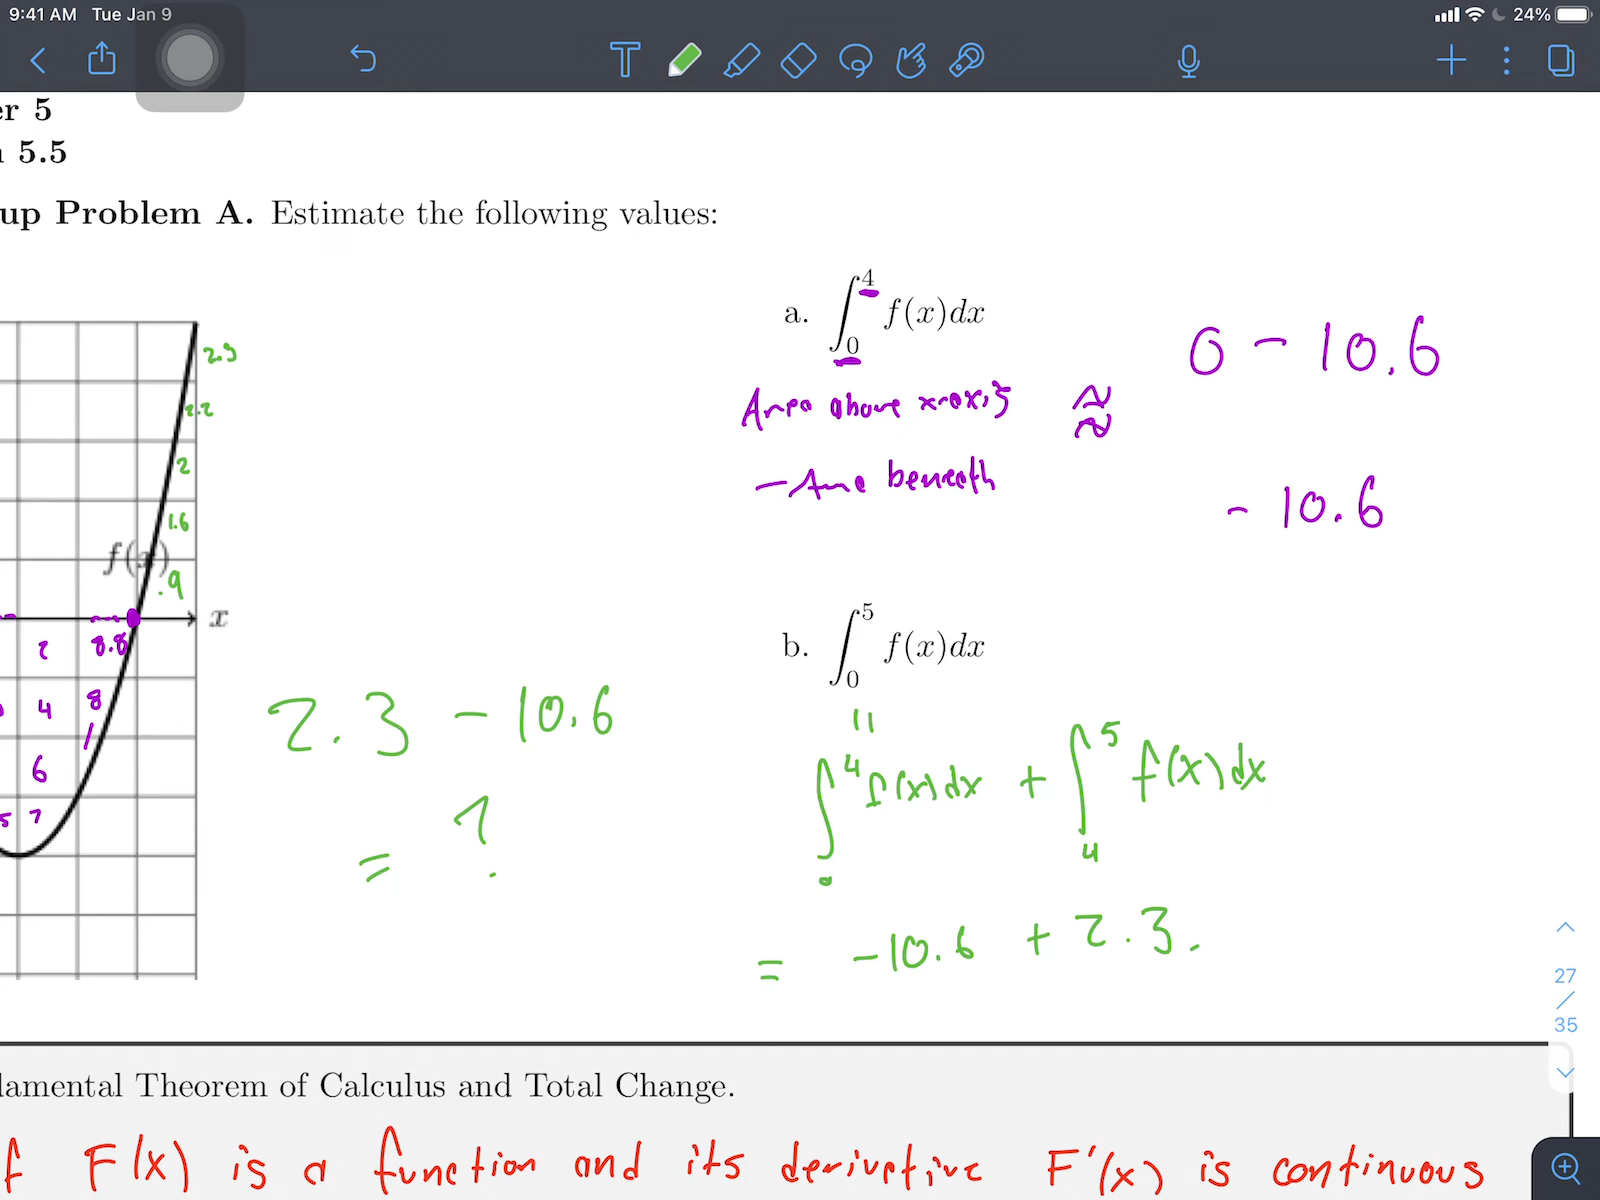 9:41 AM Tue Jan 9
24%
er 5
5.5
up Problem A. Estimate the following values:
a. ∫₀⁴ f(x)dx
0 - 10.6
Area above x-axis ≈
- Area beneath
- 10.6
2.3
2.2
2
1.6
f(x)
.9
x
2 8.8
4 8
6
5 7
2.3 - 10.6
= ?
b. ∫₀⁵ f(x)dx
=
∫₀⁴ f(x)dx + ∫₄⁵ f(x)dx
= -10.6 + 2.3.
27
/
35
lamental Theorem of Calculus and Total Change.
f F(x) is a function and its derivative F'(x) is continuous